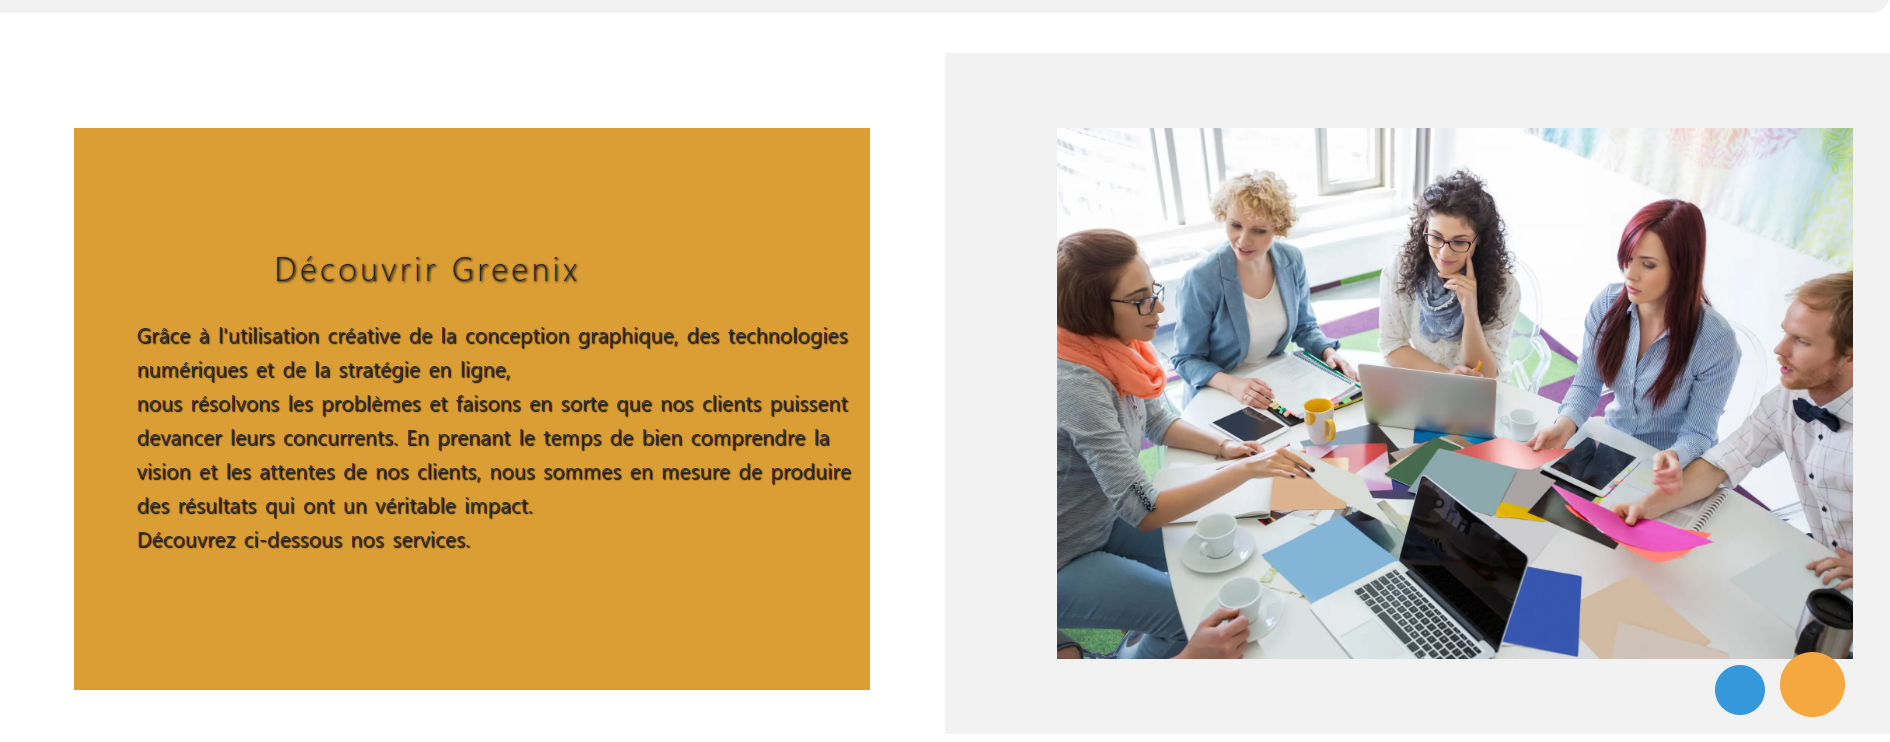 Découvrir Greenix
Grâce à l'utilisation créative de la conception graphique, des technologies
numériques et de la stratégie en ligne,
nous résolvons les problèmes et faisons en sorte que nos clients puissent
devancer leurs concurrents. En prenant le temps de bien comprendre la
vision et les attentes de nos clients, nous sommes en mesure de produire
des résultats qui ont un véritable impact.
Découvrez ci-dessous nos services.